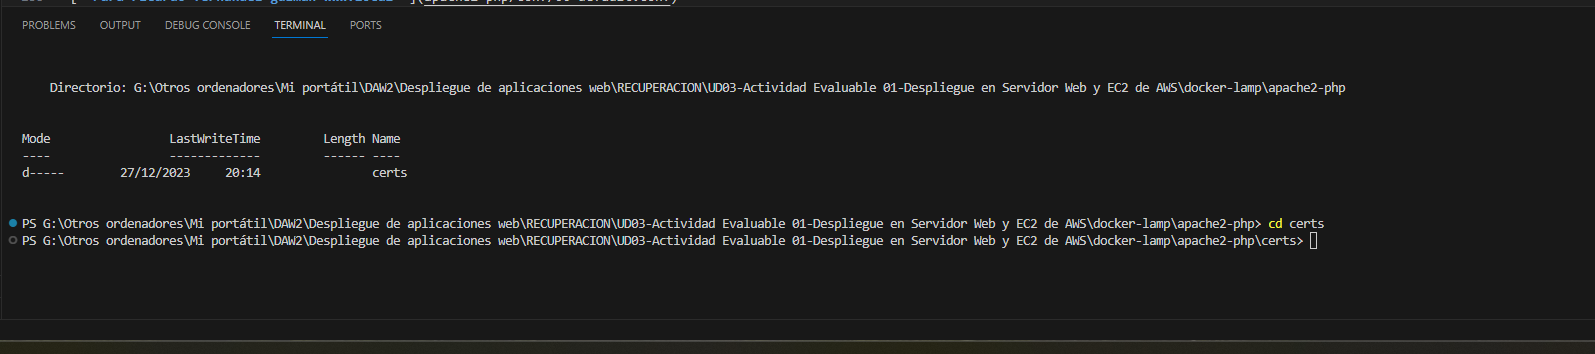 PROBLEMS OUTPUT DEBUG CONSOLE TERMINAL PORTS
Directorio: G:\Otros ordenadores\Mi portátil\DAW2\Despliegue de aplicaciones web\RECUPERACION\UD03-Actividad Evaluable 01-Despliegue en Servidor Web y EC2 de AWS\docker-lamp\apache2-php
Mode LastWriteTime Length Name
---- ------------- ------ ----
d----- 27/12/2023 20:14 certs
PS G:\Otros ordenadores\Mi portátil\DAW2\Despliegue de aplicaciones web\RECUPERACION\UD03-Actividad Evaluable 01-Despliegue en Servidor Web y EC2 de AWS\docker-lamp\apache2-php> cd certs
PS G:\Otros ordenadores\Mi portátil\DAW2\Despliegue de aplicaciones web\RECUPERACION\UD03-Actividad Evaluable 01-Despliegue en Servidor Web y EC2 de AWS\docker-lamp\apache2-php\certs>